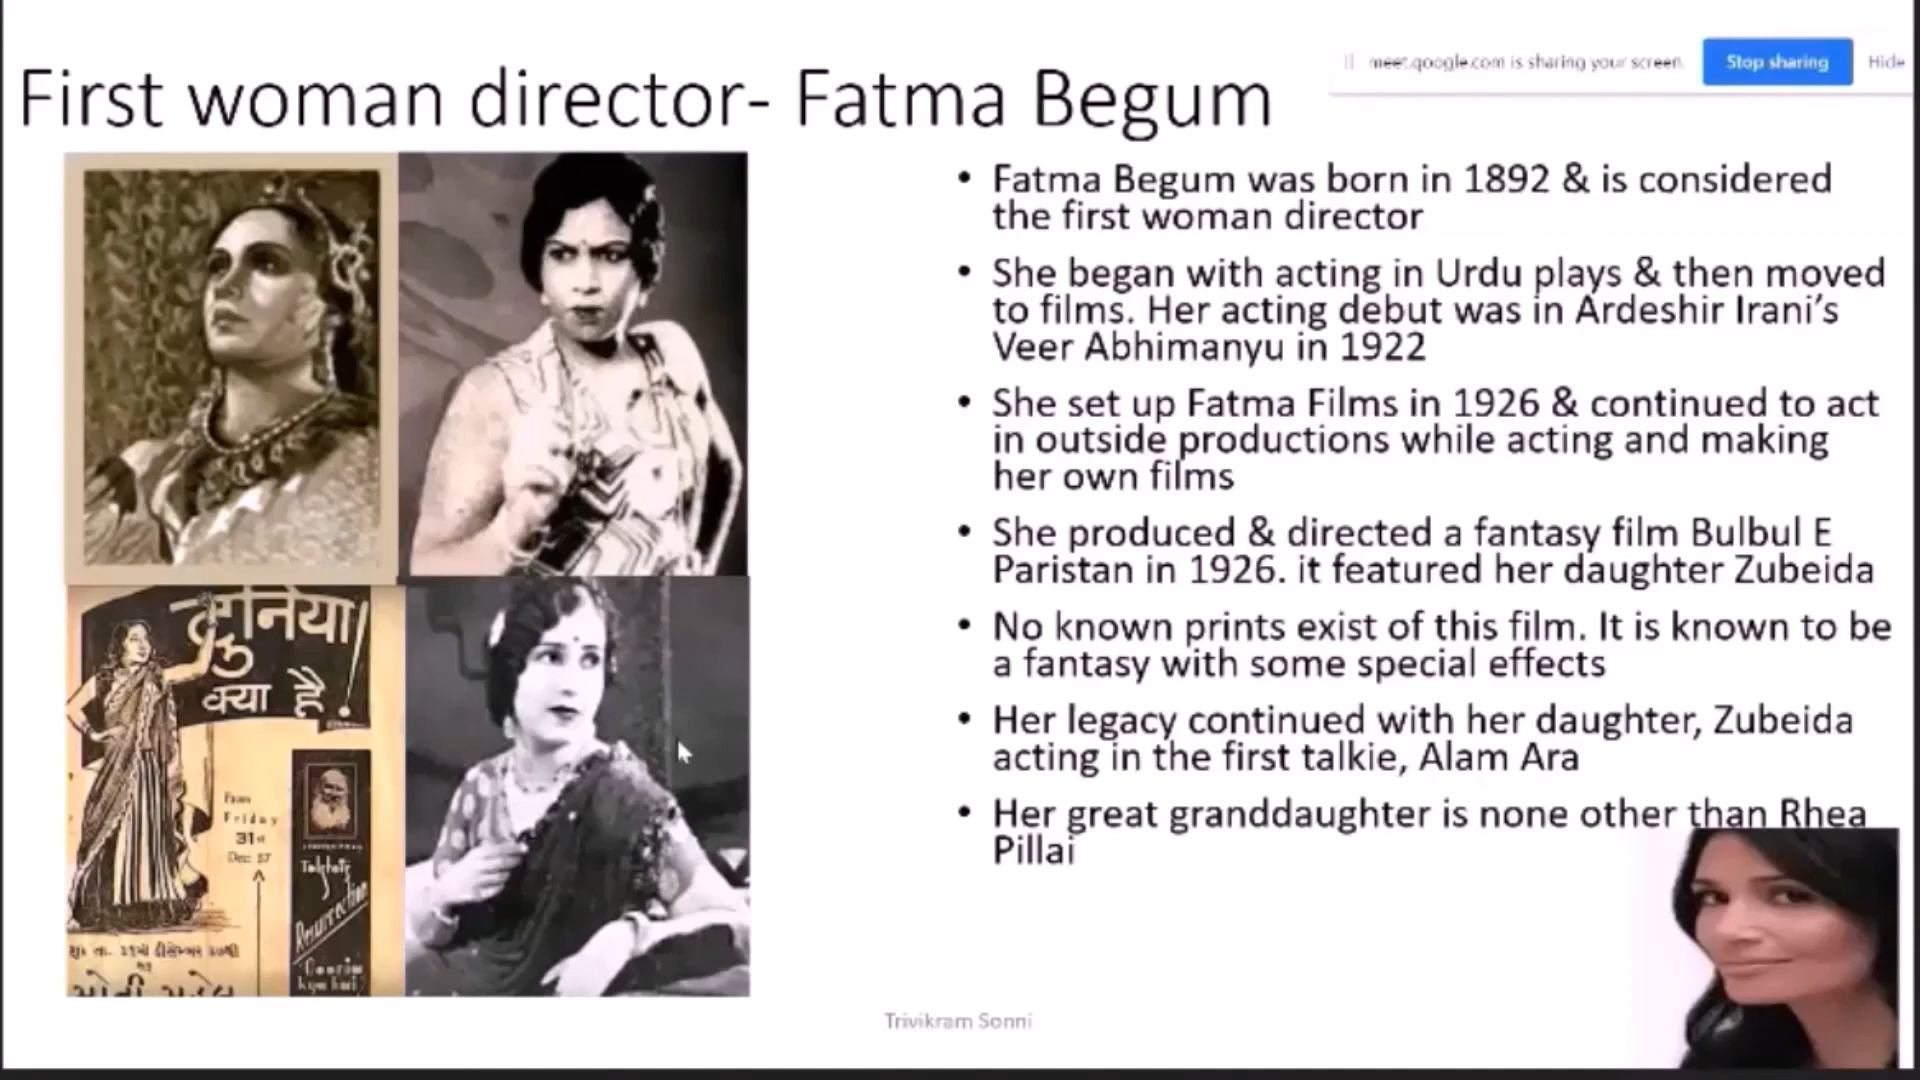 meet.google.com is sharing your screen. Stop sharing Hide
First woman director- Fatma Begum
• Fatma Begum was born in 1892 & is considered
the first woman director
• She began with acting in Urdu plays & then moved
to films. Her acting debut was in Ardeshir Irani’s
Veer Abhimanyu in 1922
• She set up Fatma Films in 1926 & continued to act
in outside productions while acting and making
her own films
• She produced & directed a fantasy film Bulbul E
Paristan in 1926. it featured her daughter Zubeida
• No known prints exist of this film. It is known to be
a fantasy with some special effects
• Her legacy continued with her daughter, Zubeida
acting in the first talkie, Alam Ara
• Her great granddaughter is none other than Rhea
Pillai
दुनिया
क्या है!
From
Friday
31st
Dec 37
Tolstoi's
Resurrection
Trivikram Sonni